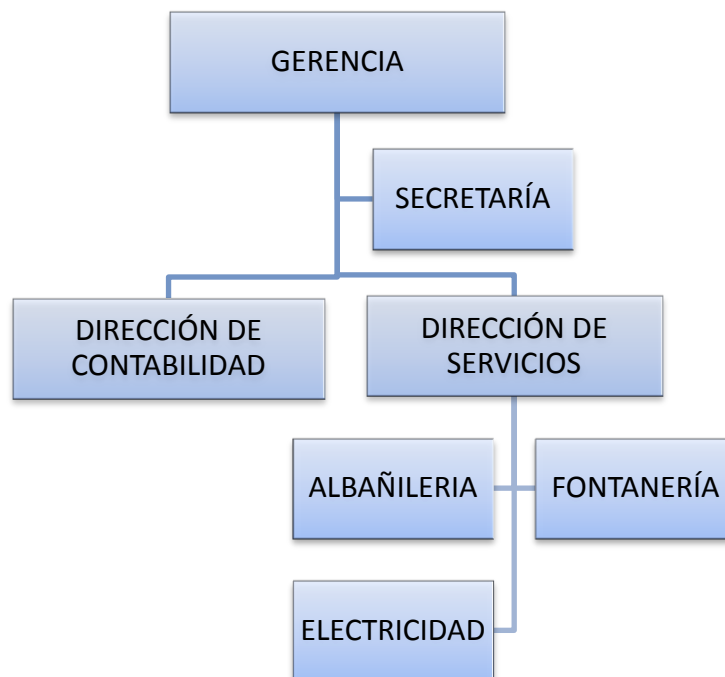 GERENCIA
SECRETARÍA
DIRECCIÓN DE
CONTABILIDAD
DIRECCIÓN DE
SERVICIOS
ALBAÑILERIA
FONTANERÍA
ELECTRICIDAD